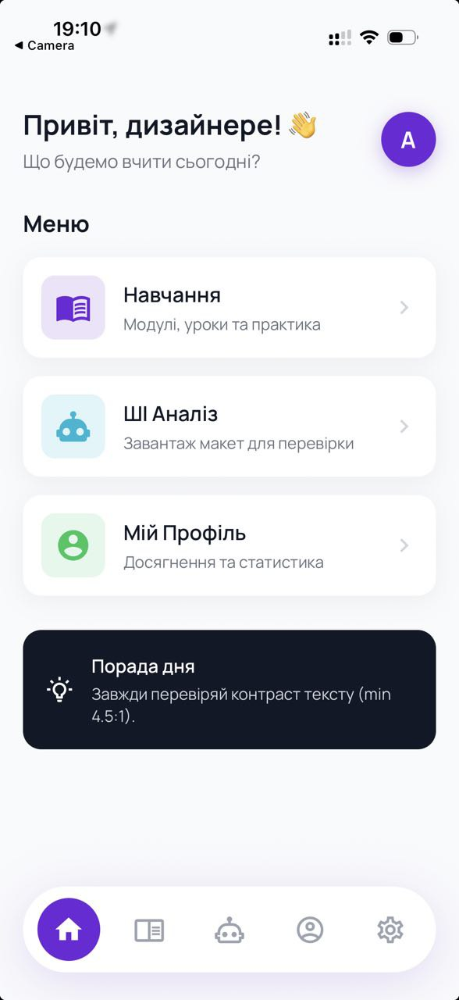 19:10
◀ Camera
Привіт, дизайнере! 👋
А
Що будемо вчити сьогодні?
Меню
Навчання
Модулі, уроки та практика
ШІ Аналіз
Завантаж макет для перевірки
Мій Профіль
Досягнення та статистика
Порада дня
Завжди перевіряй контраст тексту (min
4.5:1).